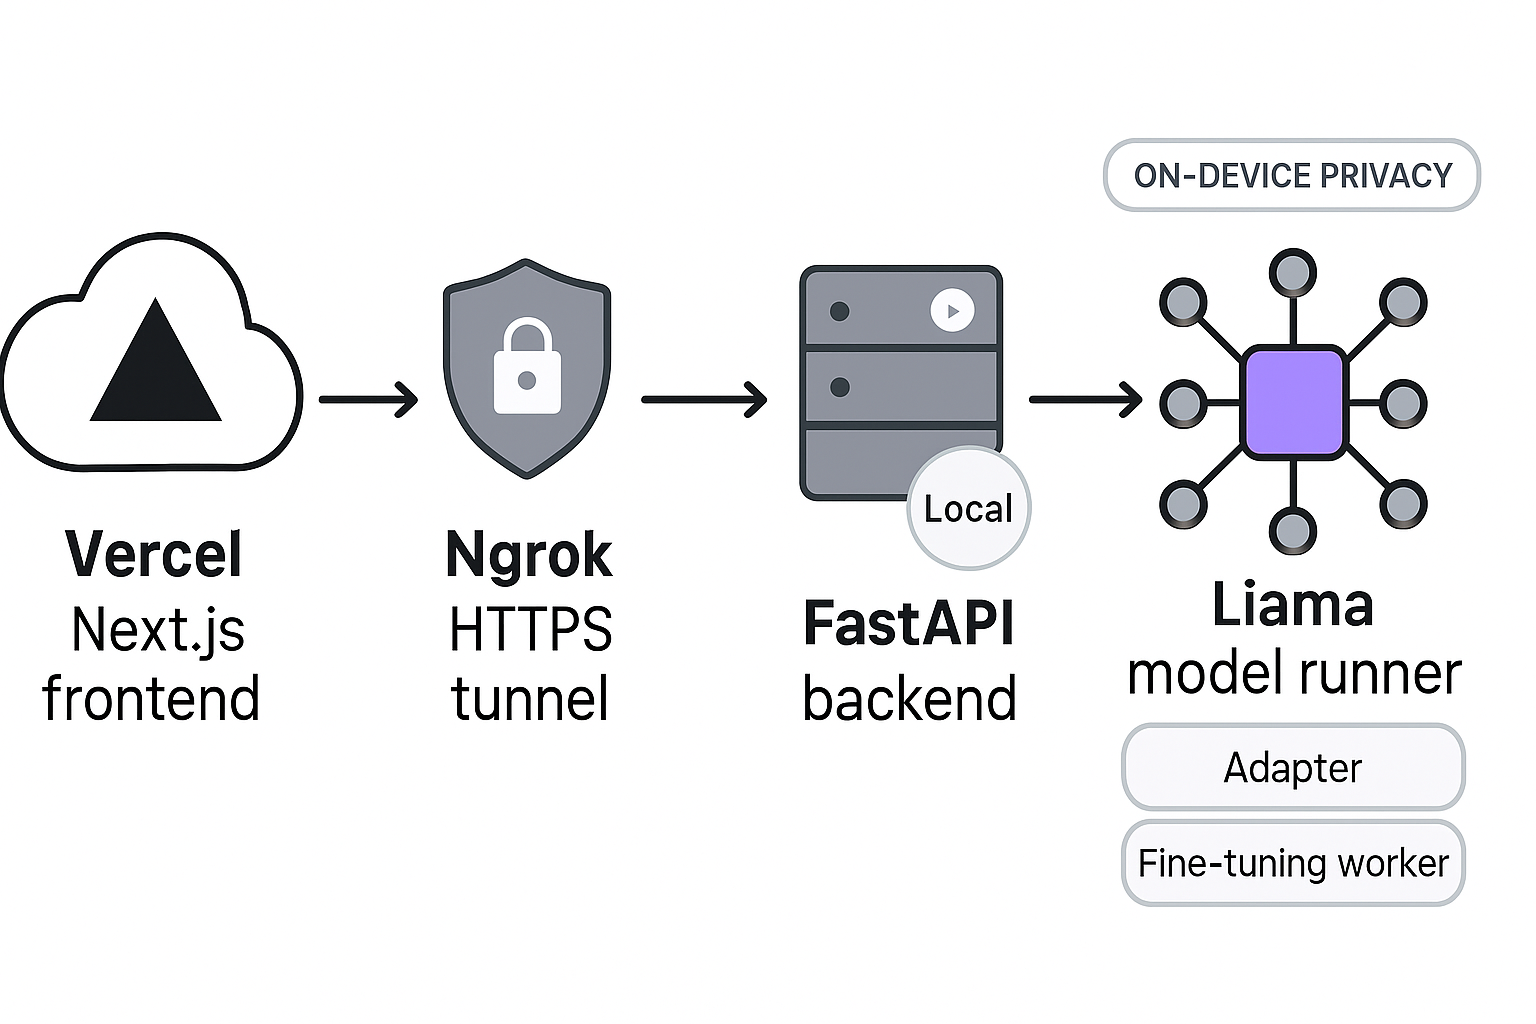 ON-DEVICE PRIVACY
Local
Vercel
Next.js
frontend
Ngrok
HTTPS
tunnel
FastAPI
backend
Liama
model runner
Adapter
Fine-tuning worker